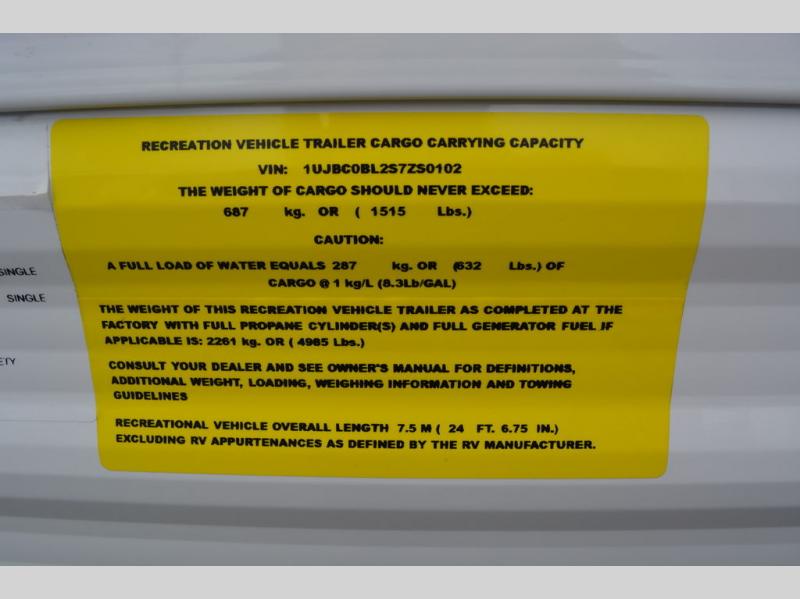 RECREATION VEHICLE TRAILER CARGO CARRYING CAPACITY
VIN: 1UJBC0BL2S7ZS0102
THE WEIGHT OF CARGO SHOULD NEVER EXCEED:
687 kg. OR ( 1515 Lbs.)
CAUTION:
A FULL LOAD OF WATER EQUALS 287 kg. OR (632 Lbs.) OF
CARGO @ 1 kg/L (8.3Lb/GAL)
SINGLE
SINGLE
THE WEIGHT OF THIS RECREATION VEHICLE TRAILER AS COMPLETED AT THE
FACTORY WITH FULL PROPANE CYLINDER(S) AND FULL GENERATOR FUEL IF
APPLICABLE IS: 2261 kg. OR ( 4985 Lbs.)
ETY
CONSULT YOUR DEALER AND SEE OWNER'S MANUAL FOR DEFINITIONS,
ADDITIONAL WEIGHT, LOADING, WEIGHING INFORMATION AND TOWING
GUIDELINES
RECREATIONAL VEHICLE OVERALL LENGTH 7.5 M ( 24 FT. 6.75 IN.)
EXCLUDING RV APPURTENANCES AS DEFINED BY THE RV MANUFACTURER.